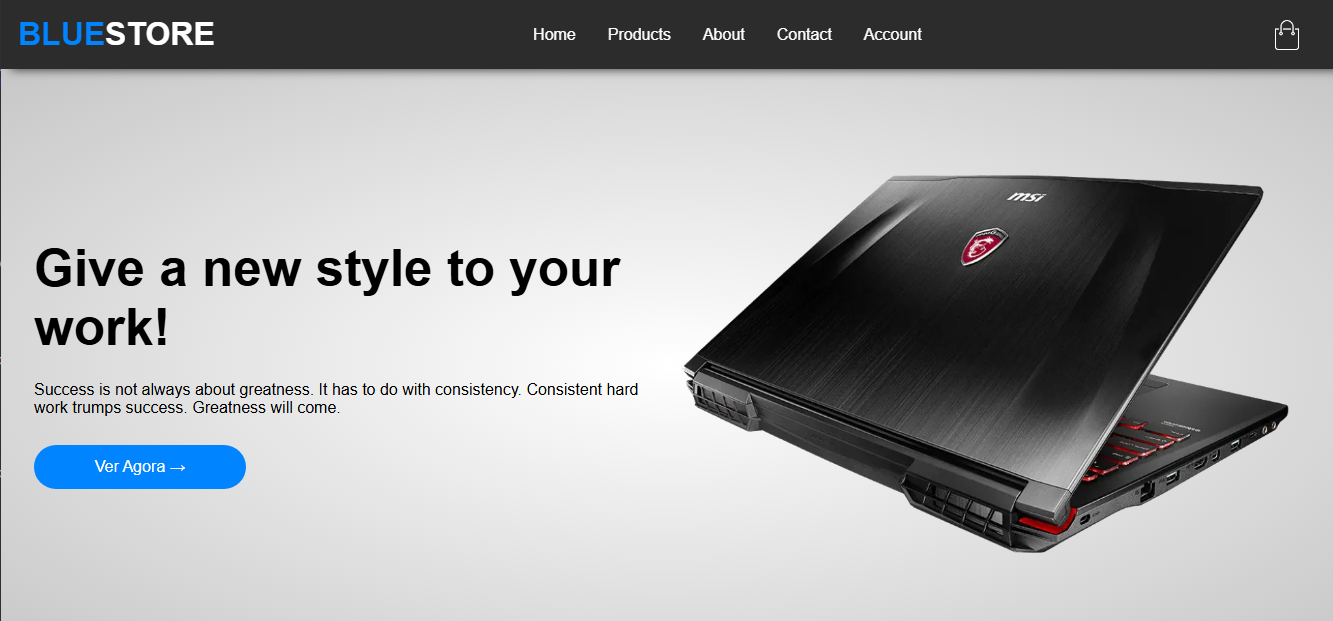 BLUESTORE
Home Products About Contact Account
msi
Give a new style to your
work!
Success is not always about greatness. It has to do with consistency. Consistent hard
work trumps success. Greatness will come.
Ver Agora →